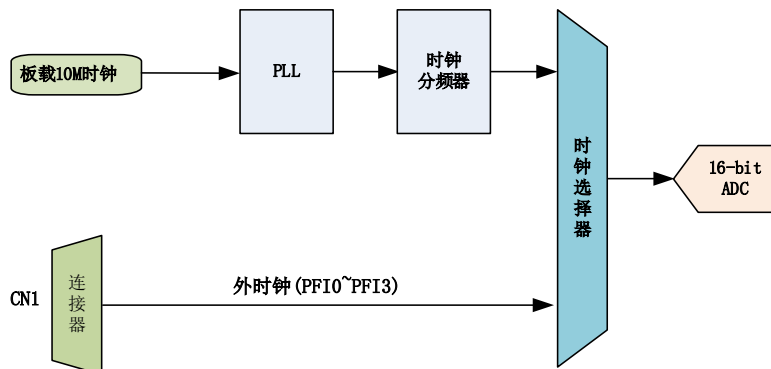 板载10M时钟
PLL
时钟
分频器
时钟选择器
16-bit
ADC
CN1
连接器
外时钟(PFI0~PFI3)